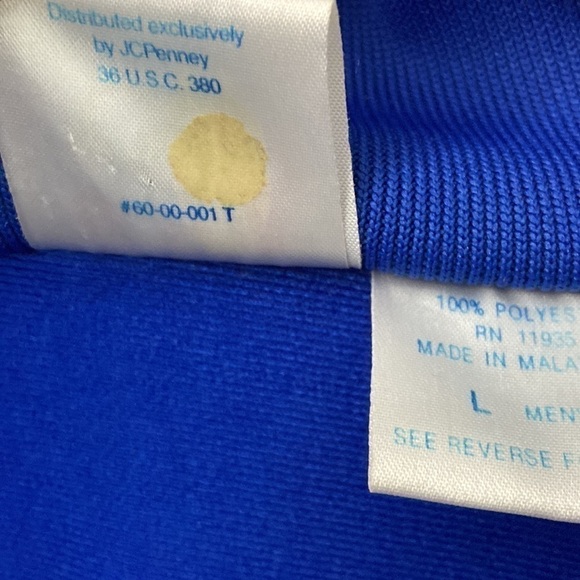 Distributed exclusively
by JCPenney
36 U.S.C. 380
#60-00-001 T
100% POLYES
RN 11935
MADE IN MALA
L MEN
SEE REVERSE F